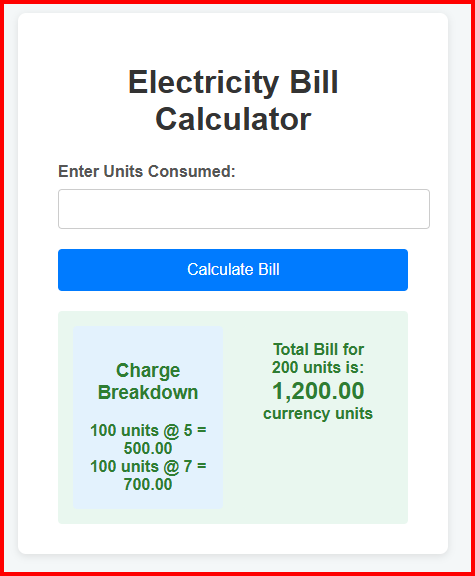 Electricity Bill
Calculator
Enter Units Consumed:
Calculate Bill
Charge
Breakdown
100 units @ 5 =
500.00
100 units @ 7 =
700.00
Total Bill for
200 units is:
1,200.00
currency units